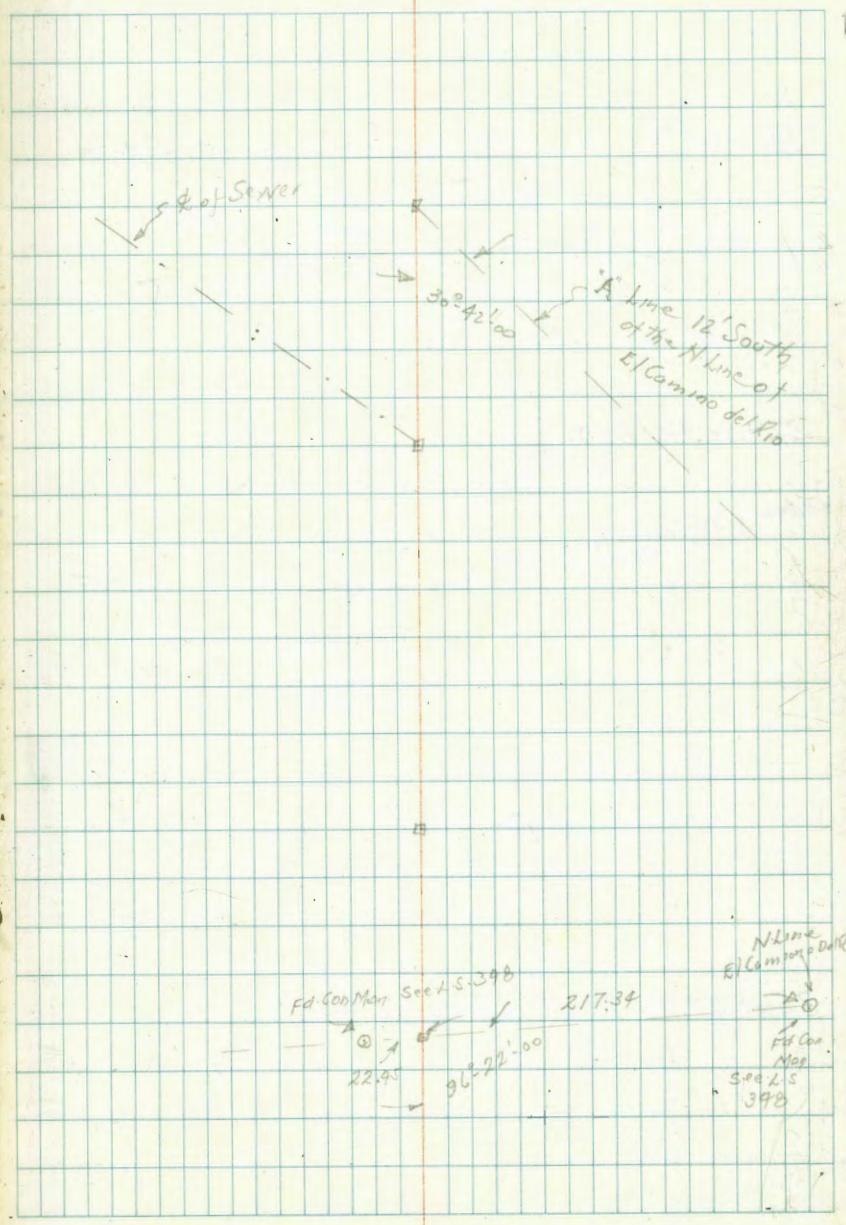 ℄ of Sewer
30°-42'-00
"A" Line 12' South
of the N Line of
El Camino del Rio
N Line
El Camino Del R
Fd. Con Mon See L.S. 398
217.34
22.45
96°-22'-00
Fd Con
Mon
See L.S
398